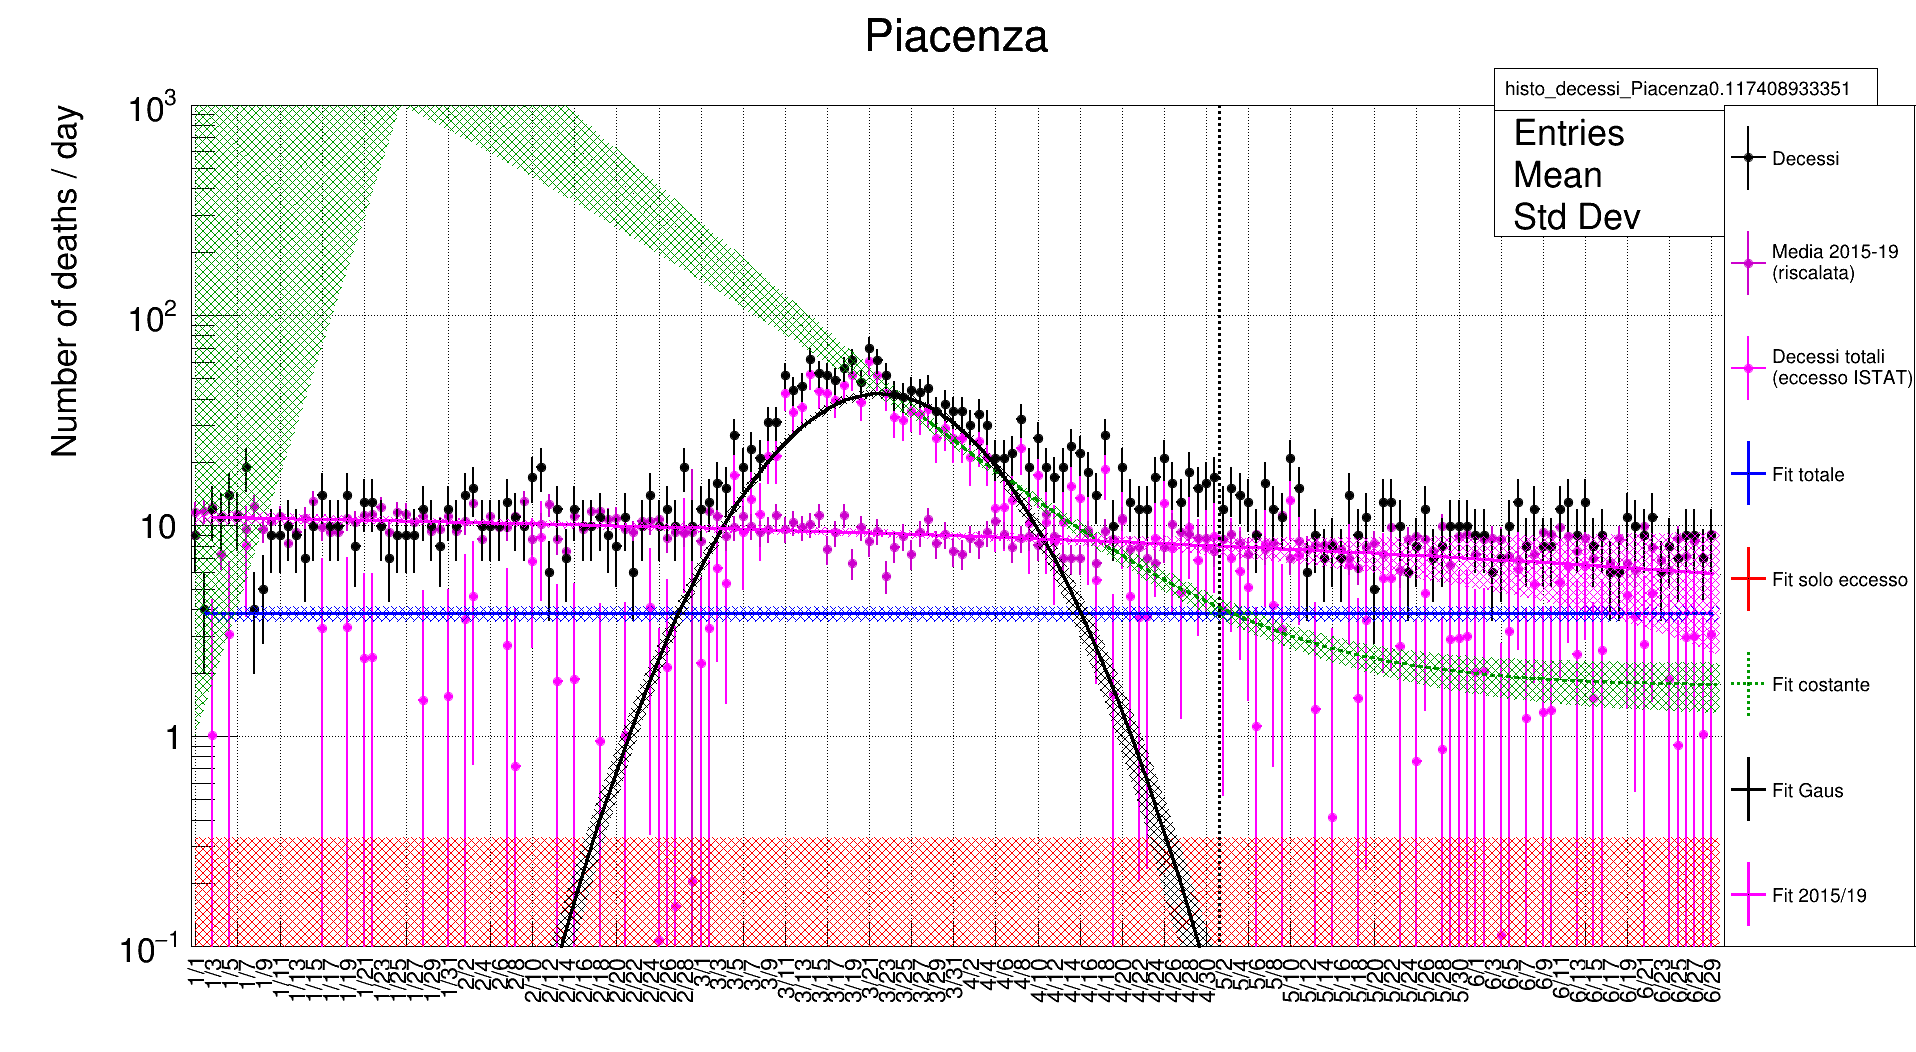 Piacenza
Number of deaths / day
histo_decessi_Piacenza0.117408933351
Entries
Mean
Std Dev
10³
10²
10
1
10⁻¹
Decessi
Media 2015-19
(riscalata)
Decessi totali
(eccesso ISTAT)
Fit totale
Fit solo eccesso
Fit costante
Fit Gaus
Fit 2015/19
1/1 1/3 1/5 1/7 1/9 1/11 1/13 1/15 1/17 1/19 1/21 1/23 1/25 1/27 1/29 1/31 2/2 2/4 2/6 2/8 2/10 2/12 2/14 2/16 2/18 2/20 2/22 2/24 2/26 2/28 3/1 3/3 3/5 3/7 3/9 3/11 3/13 3/15 3/17 3/19 3/21 3/23 3/25 3/27 3/29 3/31 4/2 4/4 4/6 4/8 4/10 4/12 4/14 4/16 4/18 4/20 4/22 4/24 4/26 4/28 4/30 5/2 5/4 5/6 5/8 5/10 5/12 5/14 5/16 5/18 5/20 5/22 5/24 5/26 5/28 5/30 6/1 6/3 6/5 6/7 6/9 6/11 6/13 6/15 6/17 6/19 6/21 6/23 6/25 6/27 6/29